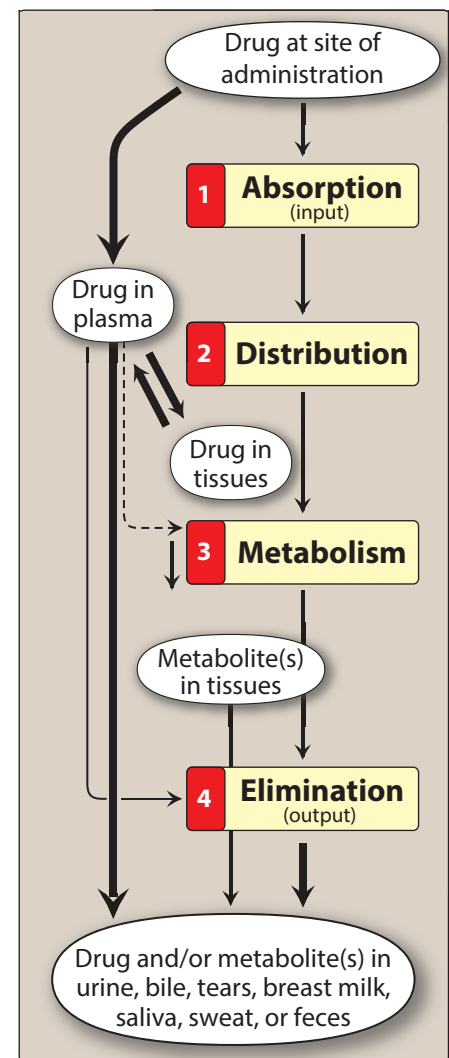 Drug at site of
administration
1 Absorption
(input)
Drug in
plasma
2 Distribution
Drug in
tissues
3 Metabolism
Metabolite(s)
in tissues
4 Elimination
(output)
Drug and/or metabolite(s) in
urine, bile, tears, breast milk,
saliva, sweat, or feces